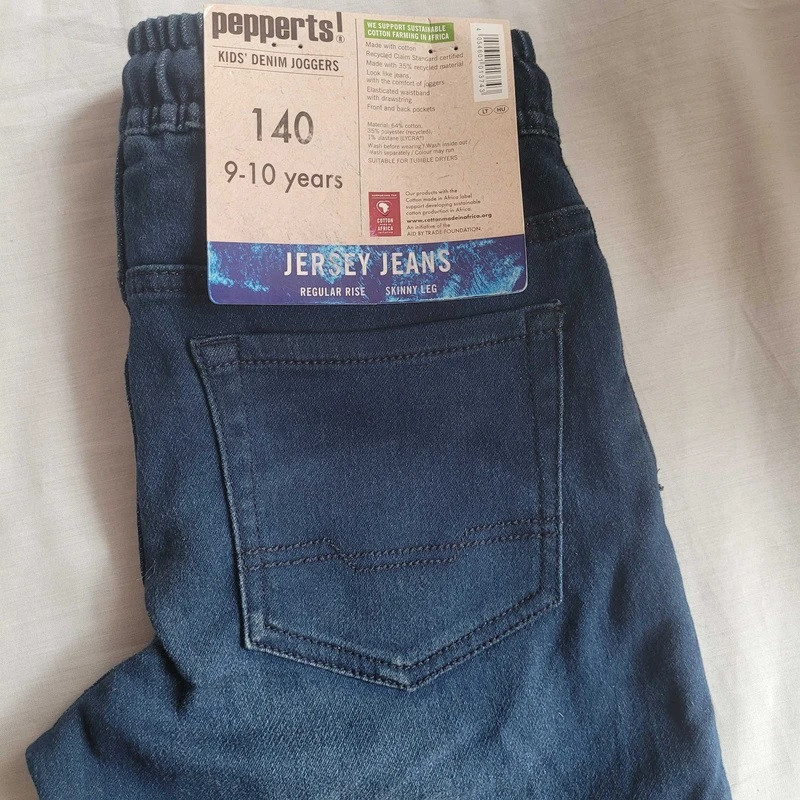 pepperts!®
KIDS' DENIM JOGGERS
140
9-10 years
WE SUPPORT SUSTAINABLE
COTTON FARMING IN AFRICA
Made with cotton
Recycled Claim Standard certified
Made with 35% recycled material
Look like jeans,
with the comfort of joggers
Elasticated waistband
with drawstring
Front and back pockets
LT HU
Material: 64% cotton,
35% polyester (recycled),
1% elastane (LYCRA®)
Wash before wearing! Wash inside out /
wash separately / Colour may run
SUITABLE FOR TUMBLE DRYERS
COTTON
MADE IN
AFRICA
Our products with the
Cotton made in Africa label
support developing sustainable
cotton production in Africa.
www.cottonmadeinafrica.org
An initiative of the
AID BY TRADE FOUNDATION.
JERSEY JEANS
REGULAR RISE SKINNY LEG